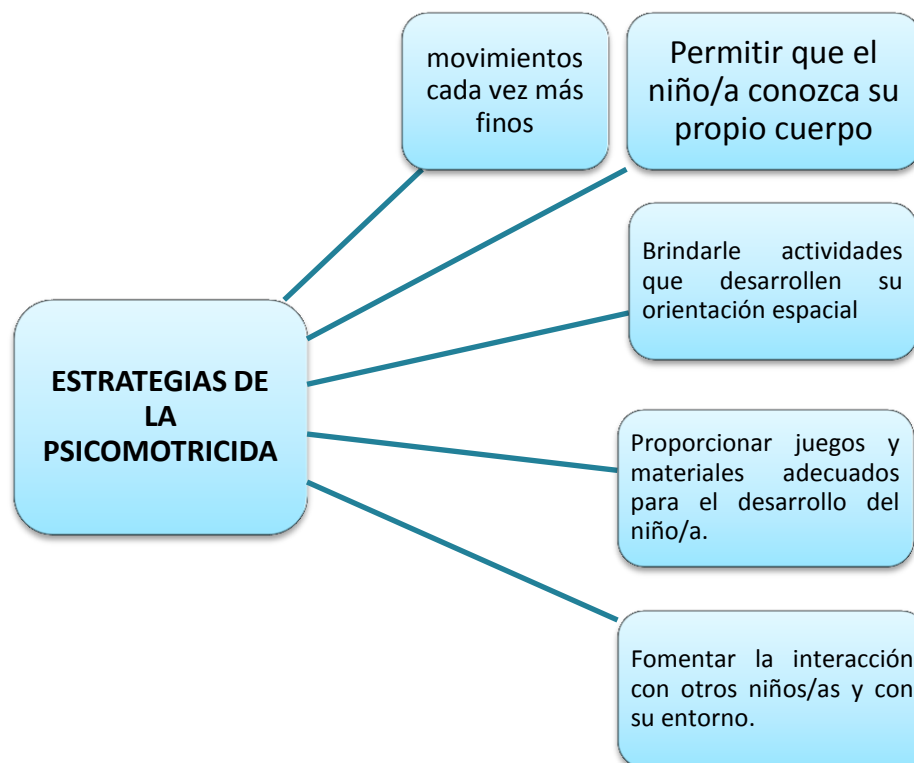 movimientos
cada vez más
finos
Permitir que el
niño/a conozca su
propio cuerpo
Brindarle actividades
que desarrollen su
orientación espacial
ESTRATEGIAS DE
LA
PSICOMOTRICIDA
Proporcionar juegos y
materiales adecuados
para el desarrollo del
niño/a.
Fomentar la interacción
con otros niños/as y con
su entorno.